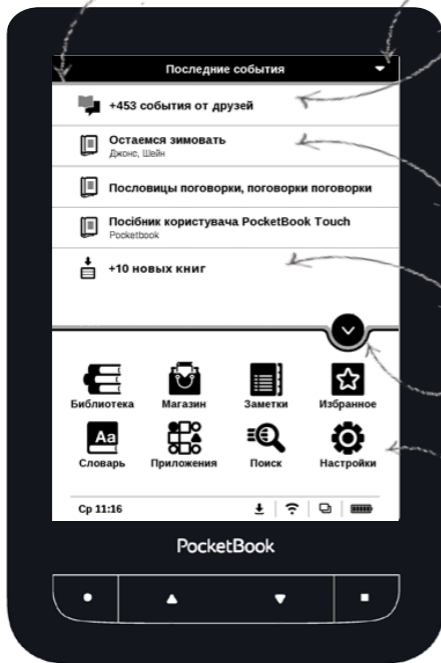 Последние события
+453 события от друзей
Остаемся зимовать
Джонс, Шейн
Пословицы поговорки, поговорки поговорки
Посібник користувача PocketBook Touch
Pocketbook
+10 новых книг
Библиотека Магазин Заметки Избранное
Aa
Словарь Приложения Поиск Настройки
Ср 11:16
PocketBook